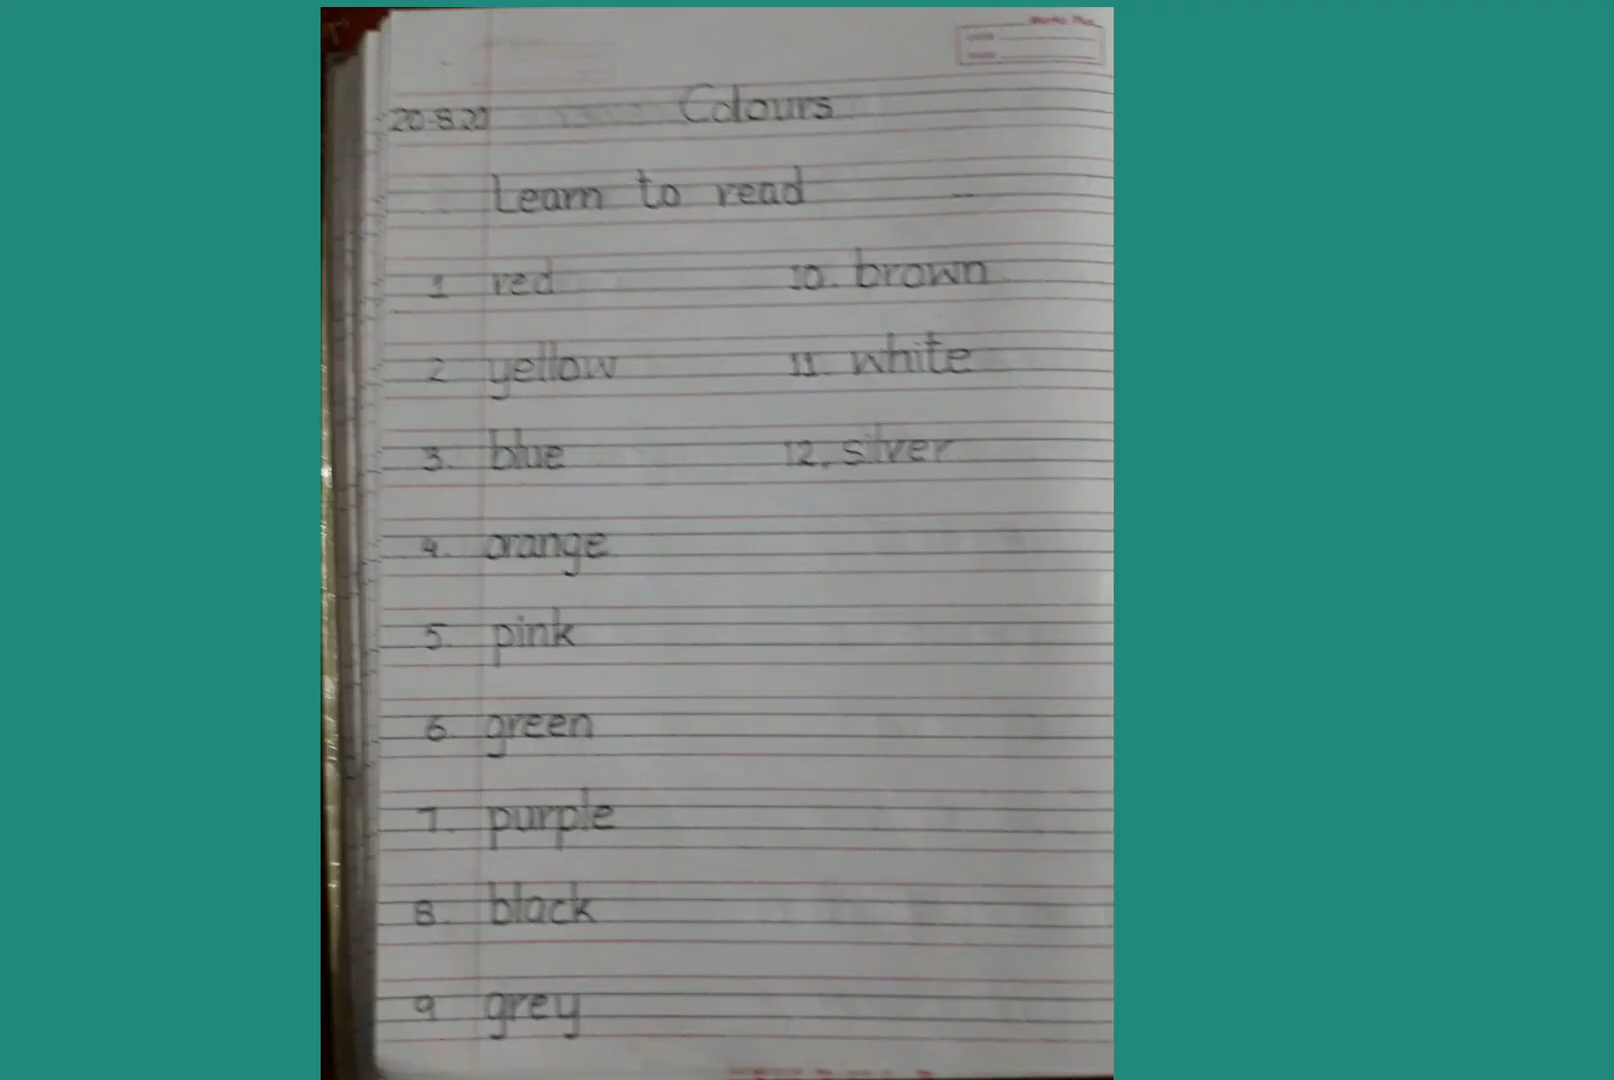 20-8.20 Colours
Learn to read
1 red
2 yellow
3. blue
4. orange
5. pink
6 green
7. purple
8. black
9 grey
10. brown
11. white
12. silver